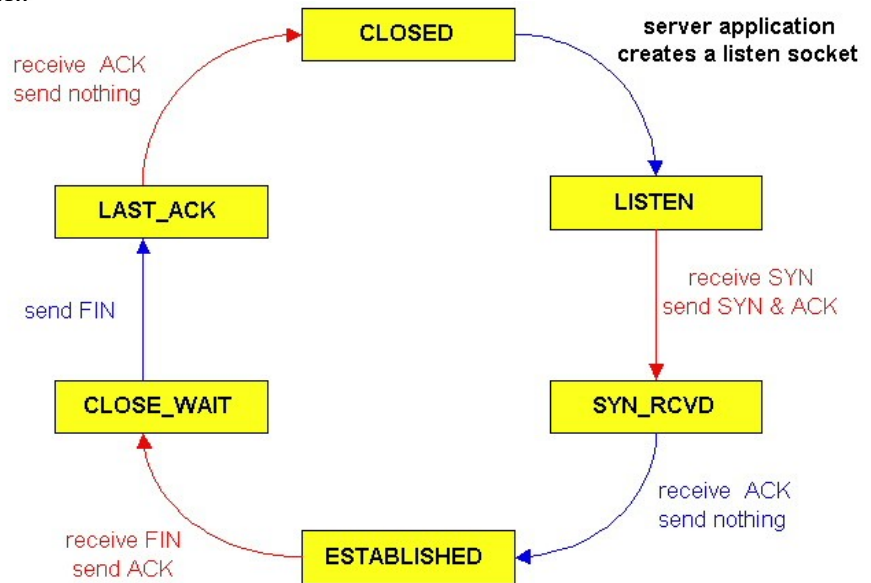 CLOSED
server application
creates a listen socket
receive ACK
send nothing
LAST_ACK
LISTEN
receive SYN
send SYN & ACK
send FIN
CLOSE_WAIT
SYN_RCVD
receive ACK
send nothing
receive FIN
send ACK
ESTABLISHED